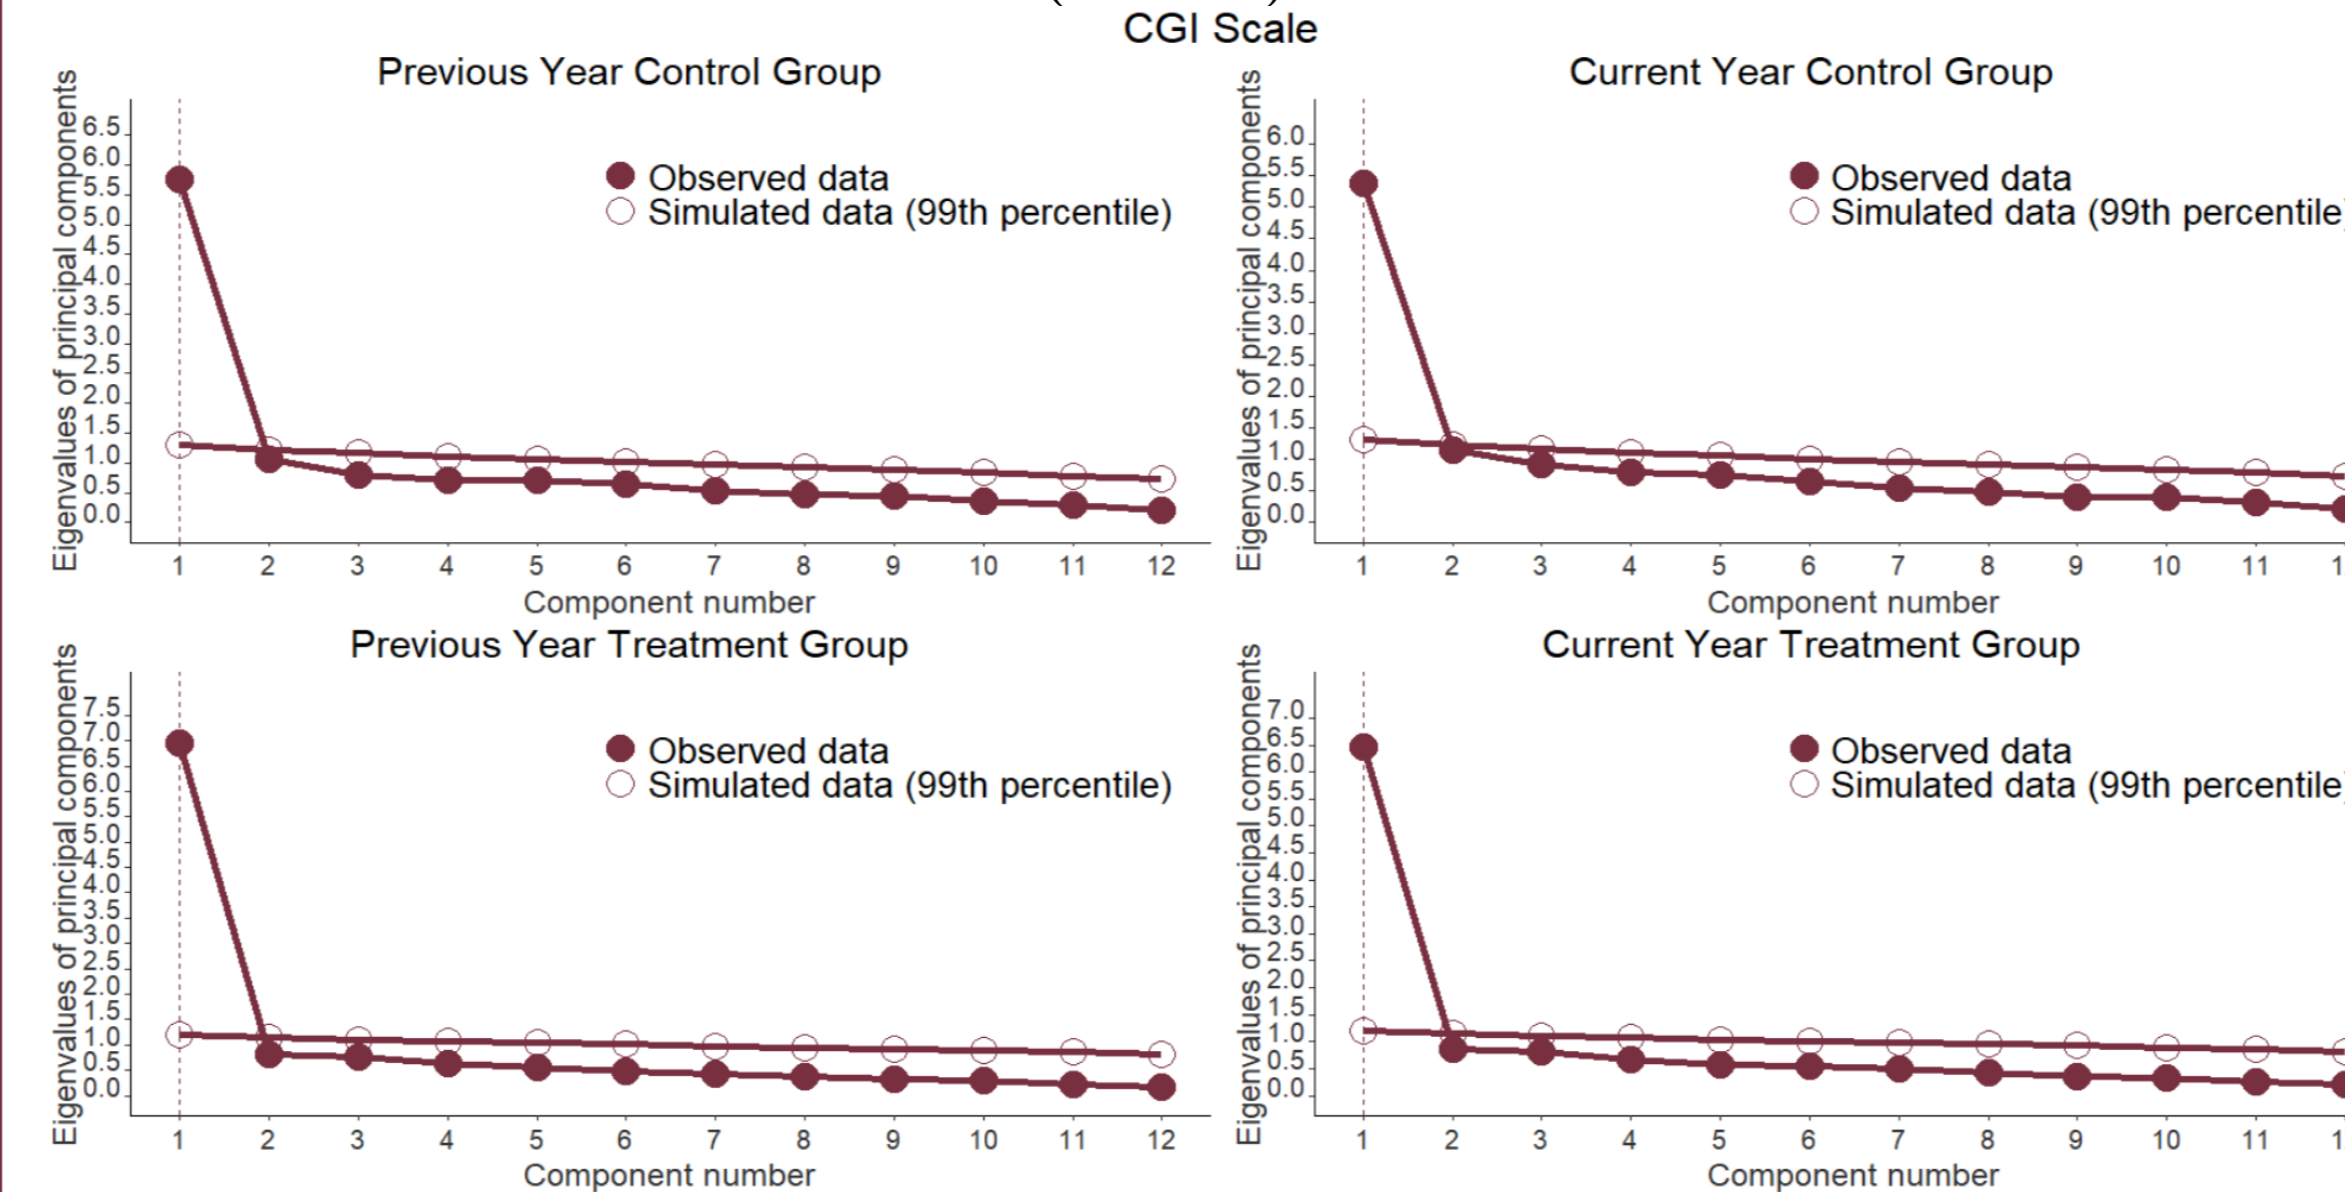 CGI Scale
Previous Year Control Group
Eigenvalues of principal components
6.5
6.0
5.5
5.0
4.5
4.0
3.5
3.0
2.5
2.0
1.5
1.0
0.5
0.0
Observed data
Simulated data (99th percentile)
1 2 3 4 5 6 7 8 9 10 11 12
Component number
Current Year Control Group
Eigenvalues of principal components
6.0
5.5
5.0
4.5
4.0
3.5
3.0
2.5
2.0
1.5
1.0
0.5
0.0
Observed data
Simulated data (99th percentile)
1 2 3 4 5 6 7 8 9 10 11
Component number
Previous Year Treatment Group
Eigenvalues of principal components
7.5
7.0
6.5
6.0
5.5
5.0
4.5
4.0
3.5
3.0
2.5
2.0
1.5
1.0
0.5
0.0
Observed data
Simulated data (99th percentile)
1 2 3 4 5 6 7 8 9 10 11 12
Component number
Current Year Treatment Group
Eigenvalues of principal components
7.0
6.5
6.0
5.5
5.0
4.5
4.0
3.5
3.0
2.5
2.0
1.5
1.0
0.5
0.0
Observed data
Simulated data (99th percentile)
1 2 3 4 5 6 7 8 9 10 11
Component number